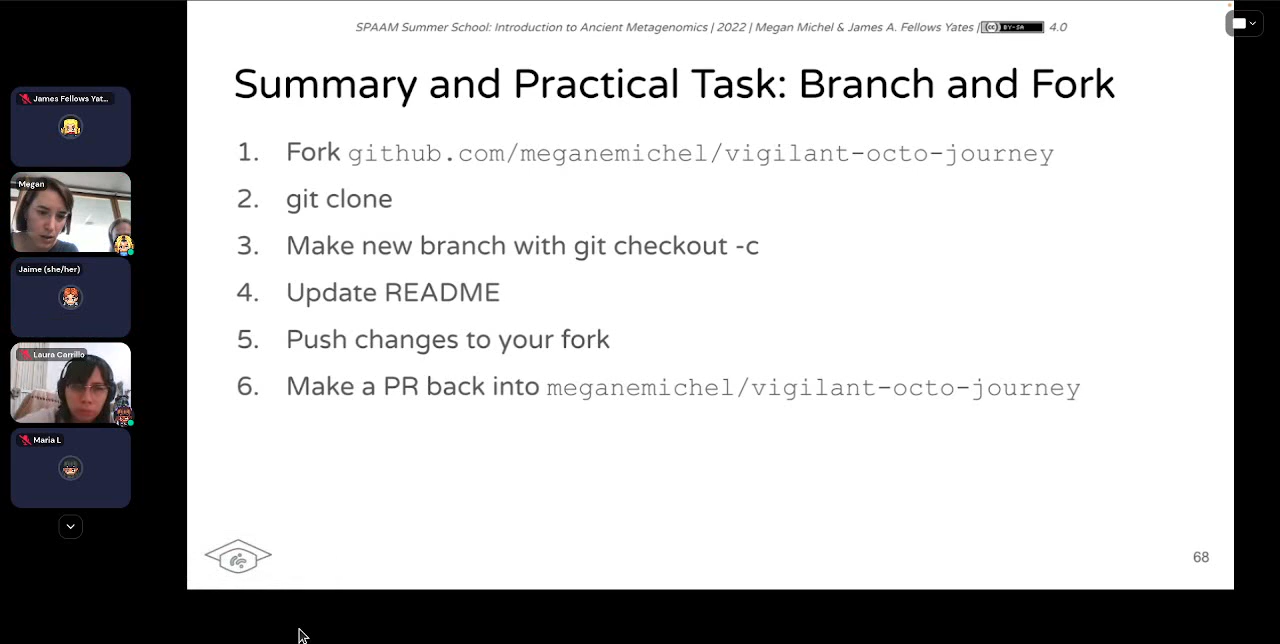 SPAAM Summer School: Introduction to Ancient Metagenomics | 2022 | Megan Michel & James A. Fellows Yates | CC BY-SA 4.0
Summary and Practical Task: Branch and Fork
1. Fork github.com/meganemichel/vigilant-octo-journey
2. git clone
3. Make new branch with git checkout -c
4. Update README
5. Push changes to your fork
6. Make a PR back into meganemichel/vigilant-octo-journey
68
James Fellows Yat...
Megan
Jaime (she/her)
Laura Carrillo
Maria L